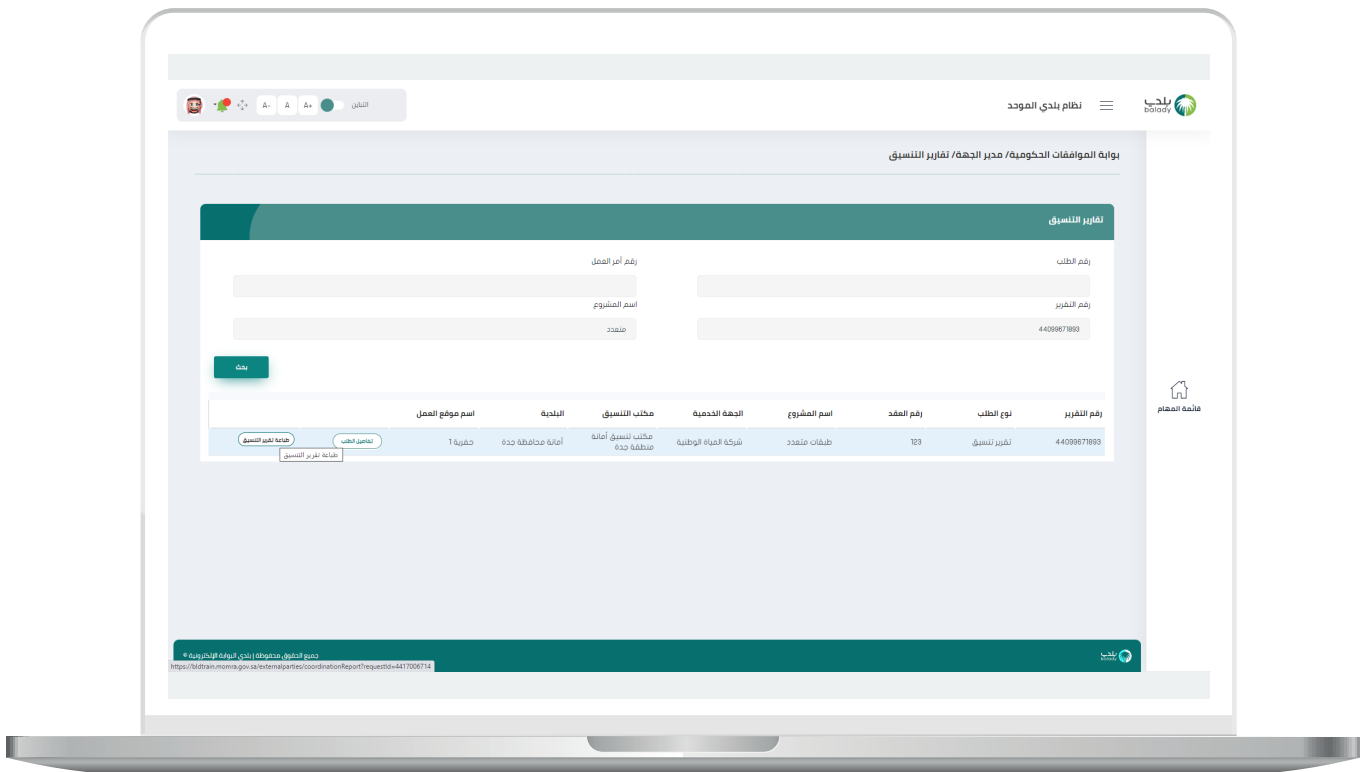 بلدي
balady
نظام بلدي الموحد
التباين
A+
A
A-
بوابة الموافقات الحكومية/ مدير الجهة/ تقارير التنسيق
تقارير التنسيق
رقم الطلب
رقم أمر العمل
رقم التقرير
اسم المشروع
44099671893
متعدد
بحث
قائمة المهام
رقم التقرير نوع الطلب رقم العقد اسم المشروع الجهة الخدمية مكتب التنسيق البلدية اسم موقع العمل
44099671893 تقرير تنسيق 123 طبقات متعدد شركة المياة الوطنية مكتب تنسيق أمانة منطقة جدة أمانة محافظة جدة حفرية 1 تفاصيل الطلب طباعة تقرير التنسيق
طباعة تقرير التنسيق
بلدي
balady
جميع الحقوق محفوظة | بلدي البوابة الإلكترونية ©
https://bldtrain.momra.gov.sa/externalparties/coordinationReport?requestId=4417006714